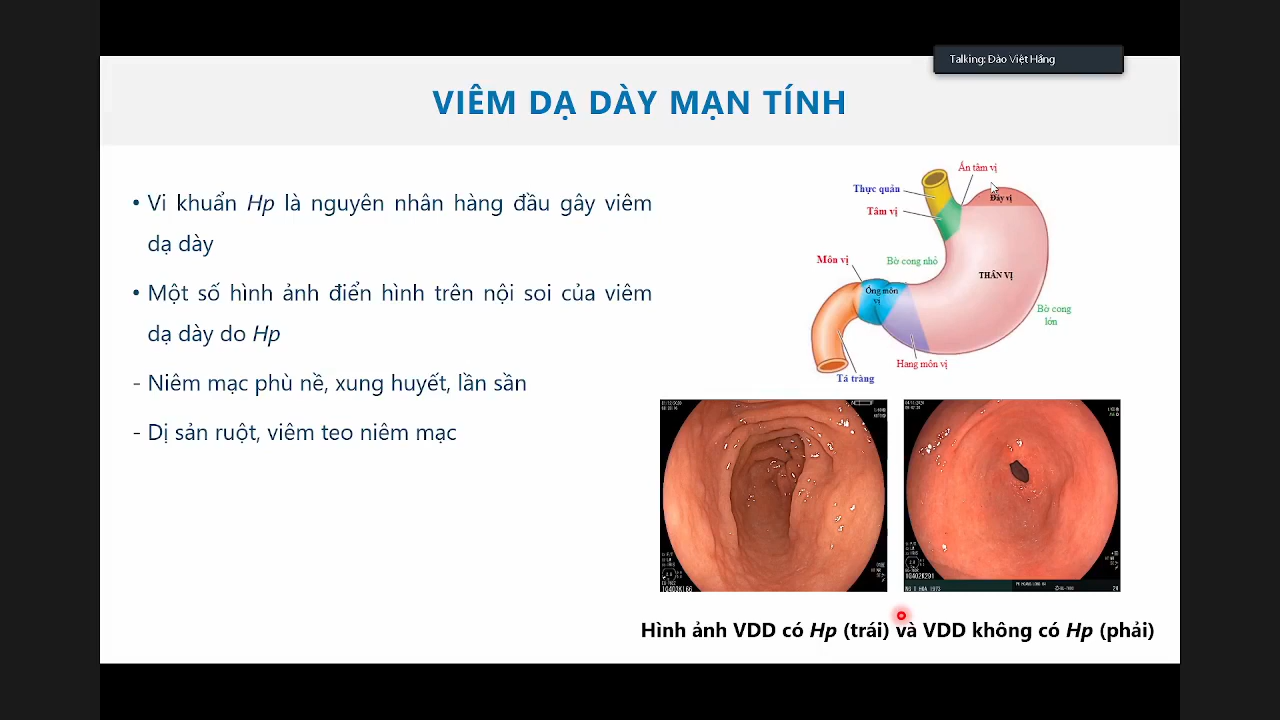 Talking: Đào Việt Hằng
VIÊM DẠ DÀY MẠN TÍNH
• Vi khuẩn Hp là nguyên nhân hàng đầu gây viêm
dạ dày
• Một số hình ảnh điển hình trên nội soi của viêm
dạ dày do Hp
- Niêm mạc phù nề, xung huyết, lần sần
- Dị sản ruột, viêm teo niêm mạc
Ấn tâm vị
Thực quản
Đáy vị
Tâm vị
Môn vị
Bờ cong nhỏ
THÂN VỊ
Ống môn
vị
Bờ cong
lớn
Hang môn vị
Tá tràng
1G402K166
1G402K291
Hình ảnh VDD có Hp (trái) và VDD không có Hp (phải)